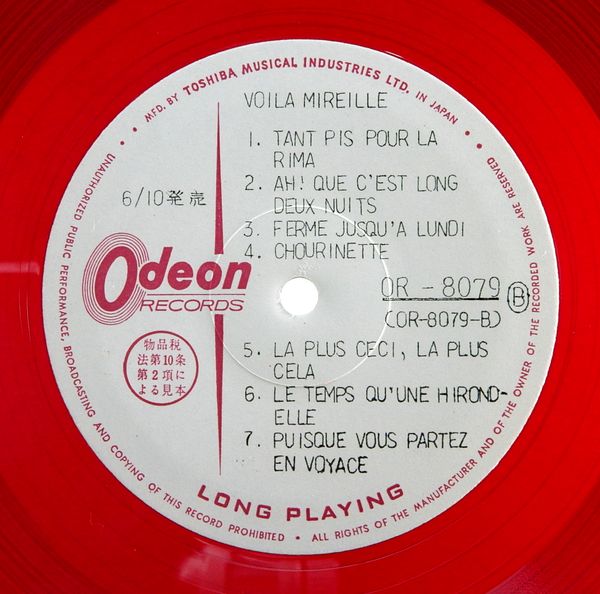 MFD. BY TOSHIBA MUSICAL INDUSTRIES LTD. IN JAPAN
VOILA MIREILLE
1. TANT PIS POUR LA
RIMA
2. AH! QUE C'EST LONG
DEUX NUITS
3. FERME JUSQU'A LUNDI
4. CHOURINETTE
6/10発売
Odeon
RECORDS
OR-8079 B
(OR-8079-B)
物品税
法第10条
第2項に
よる見本
5. LA PLUS CECI, LA PLUS
CELA
6. LE TEMPS QU'UNE HIROND-
ELLE
7. PUISQUE VOUS PARTEZ
EN VOYACE
LONG PLAYING
UNAUTHORIZED PUBLIC PERFORMANCE, BROADCASTING AND COPYING OF THIS RECORD PROHIBITED • ALL RIGHTS OF THE MANUFACTURER AND OF THE OWNER OF THE RECORDED WORK ARE RESERVED